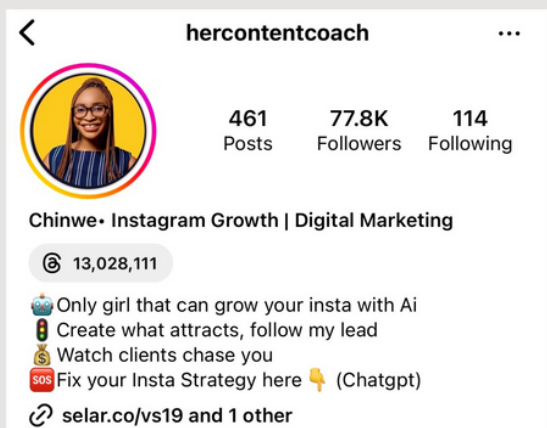 hercontentcoach
461 77.8K 114
Posts Followers Following
Chinwe• Instagram Growth | Digital Marketing
13,028,111
🤖Only girl that can grow your insta with Ai
🚦Create what attracts, follow my lead
💰Watch clients chase you
🆘Fix your Insta Strategy here 👇 (Chatgpt)
selar.co/vs19 and 1 other